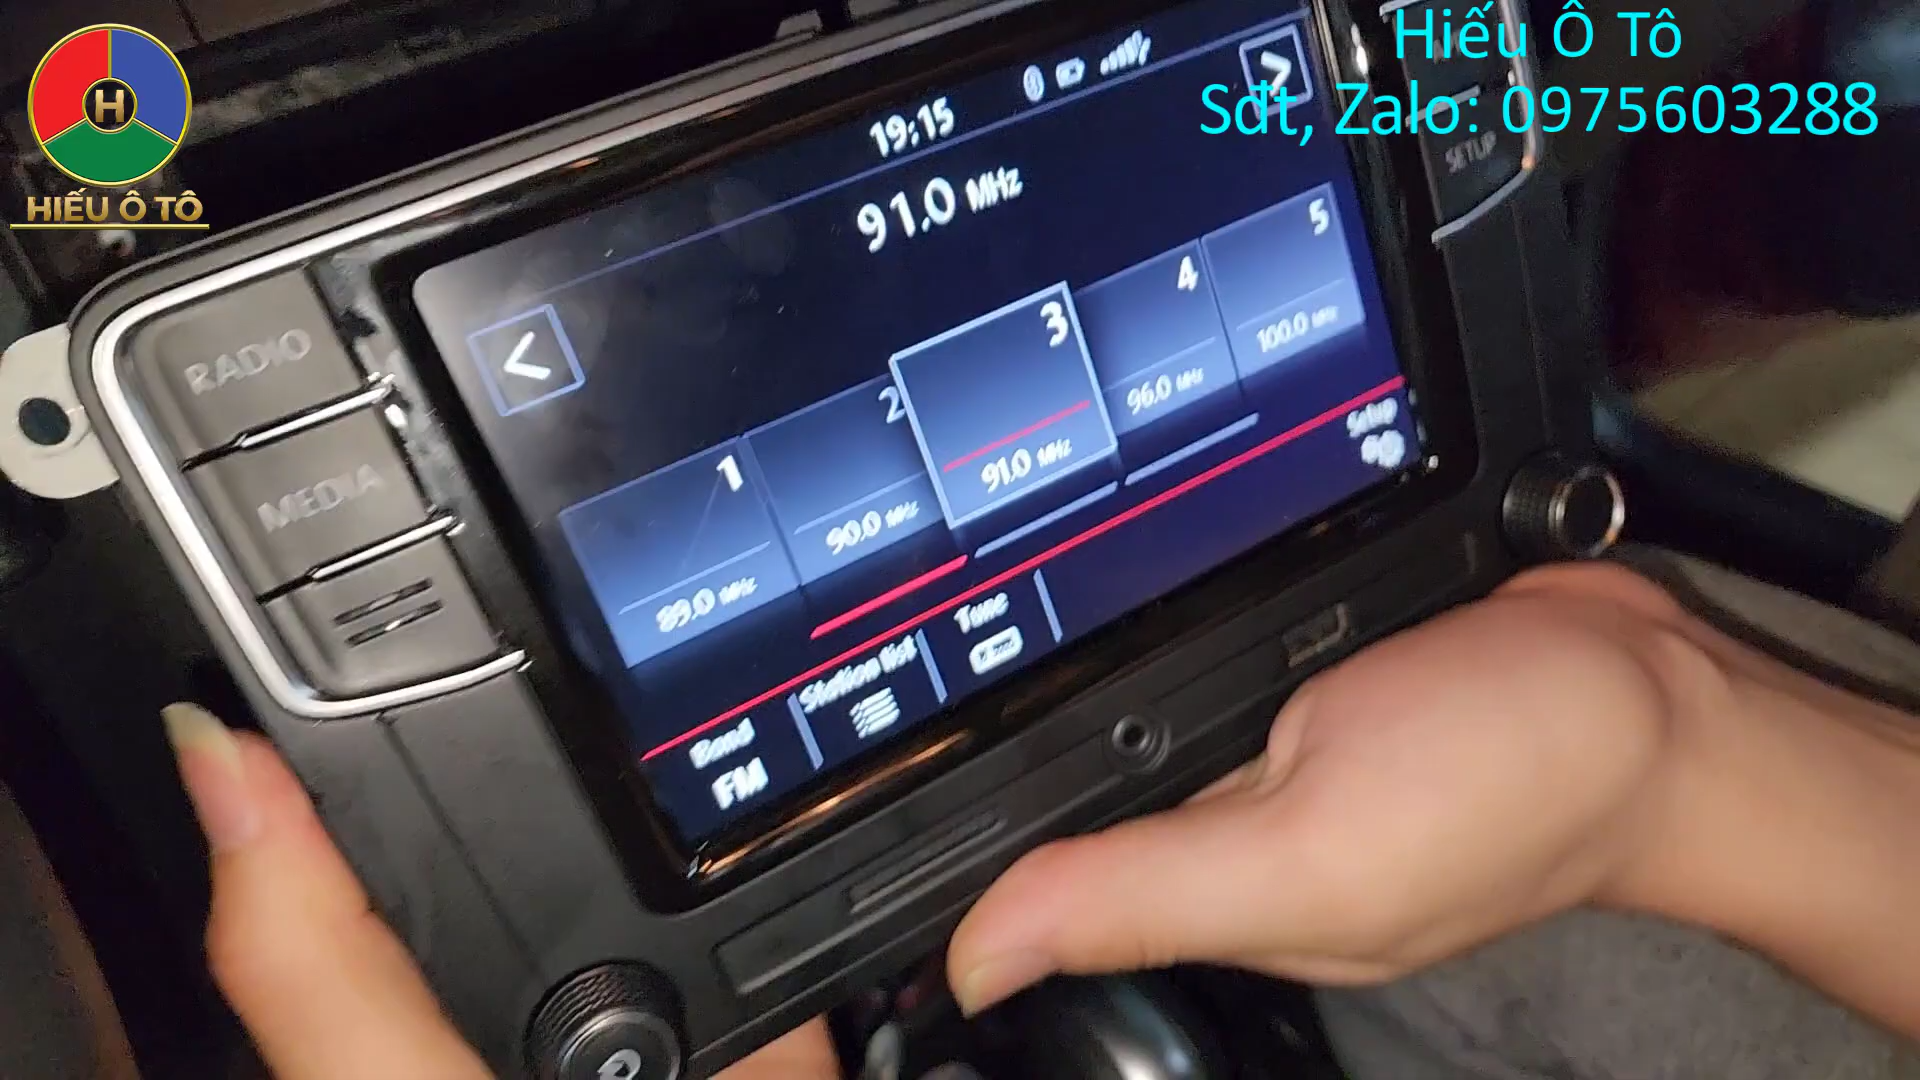 Hiếu Ô Tô
Sđt, Zalo: 0975603288
H
HIẾU Ô TÔ
19:15
91.0 MHz
SETUP
RADIO
MEDIA
1
89.0 MHz
2
90.0 MHz
3
91.0 MHz
4
96.0 MHz
5
100.0 MHz
Setup
Band
FM
Station list
Tune